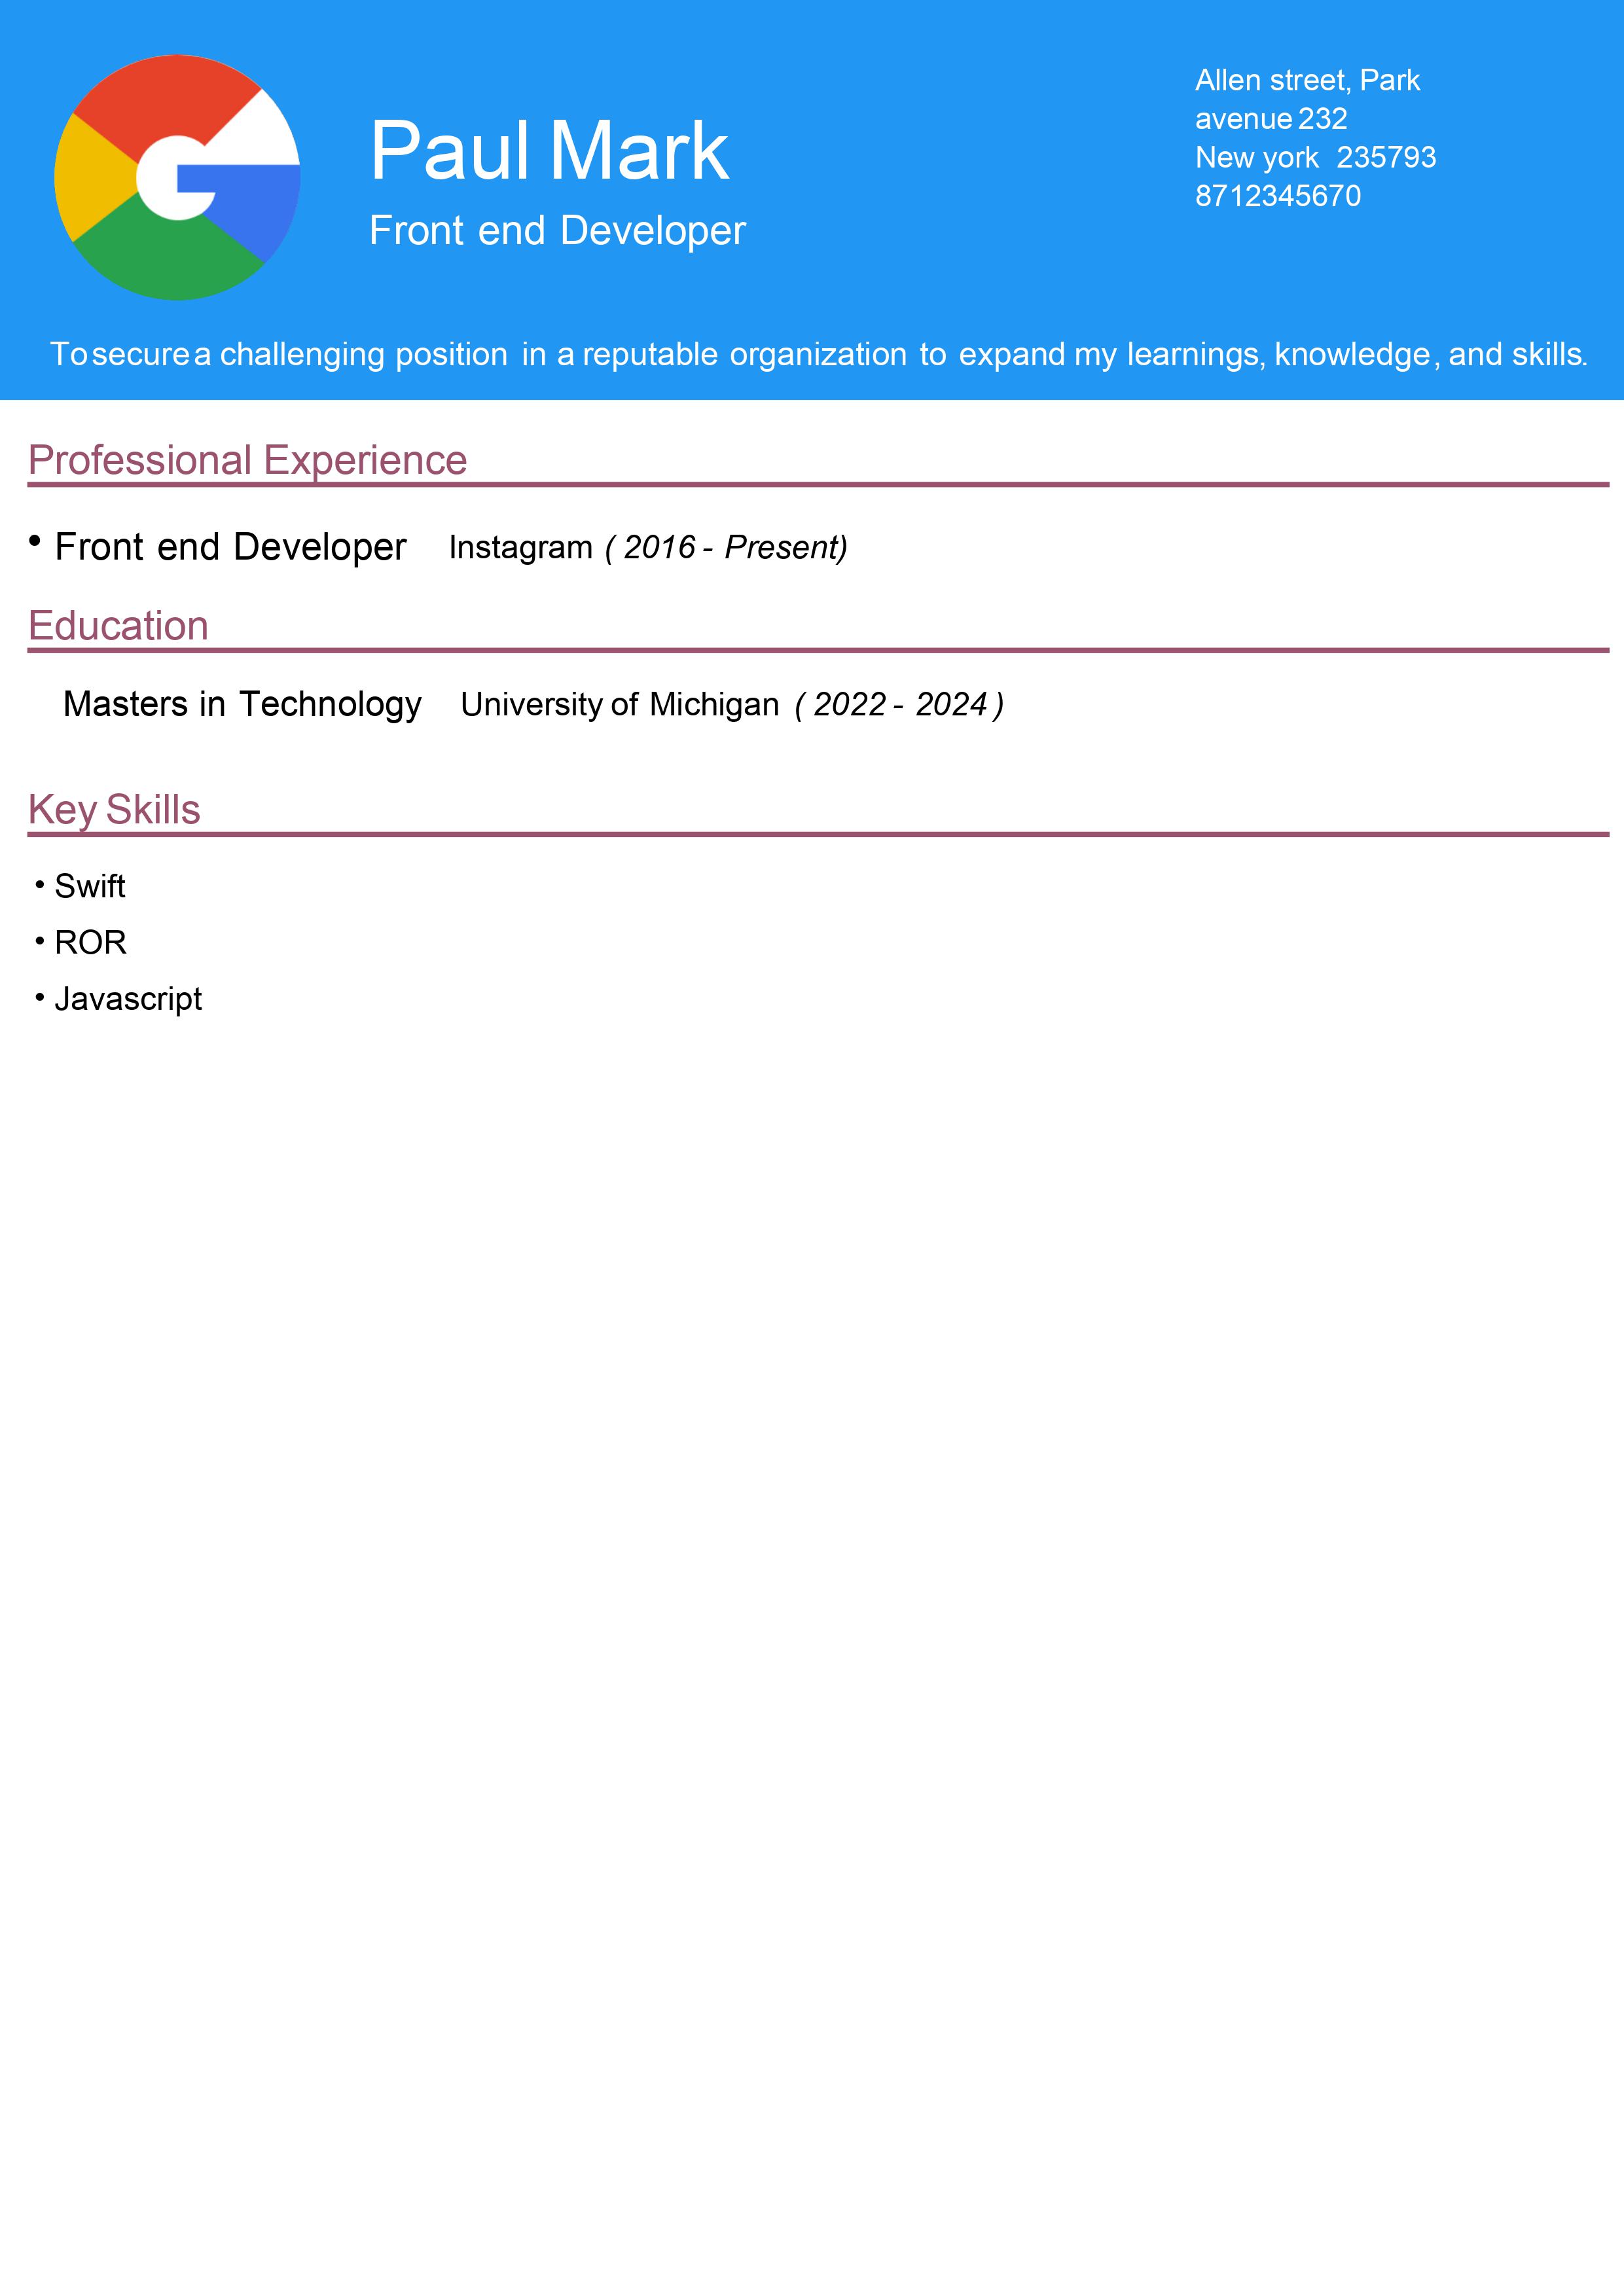 Paul Mark
Front end Developer
Allen street, Park
avenue 232
New york 235793
8712345670
To secure a challenging position in a reputable organization to expand my learnings, knowledge, and skills.
Professional Experience
• Front end Developer Instagram ( 2016 - Present)
Education
Masters in Technology University of Michigan ( 2022 - 2024 )
Key Skills
• Swift
• ROR
• Javascript